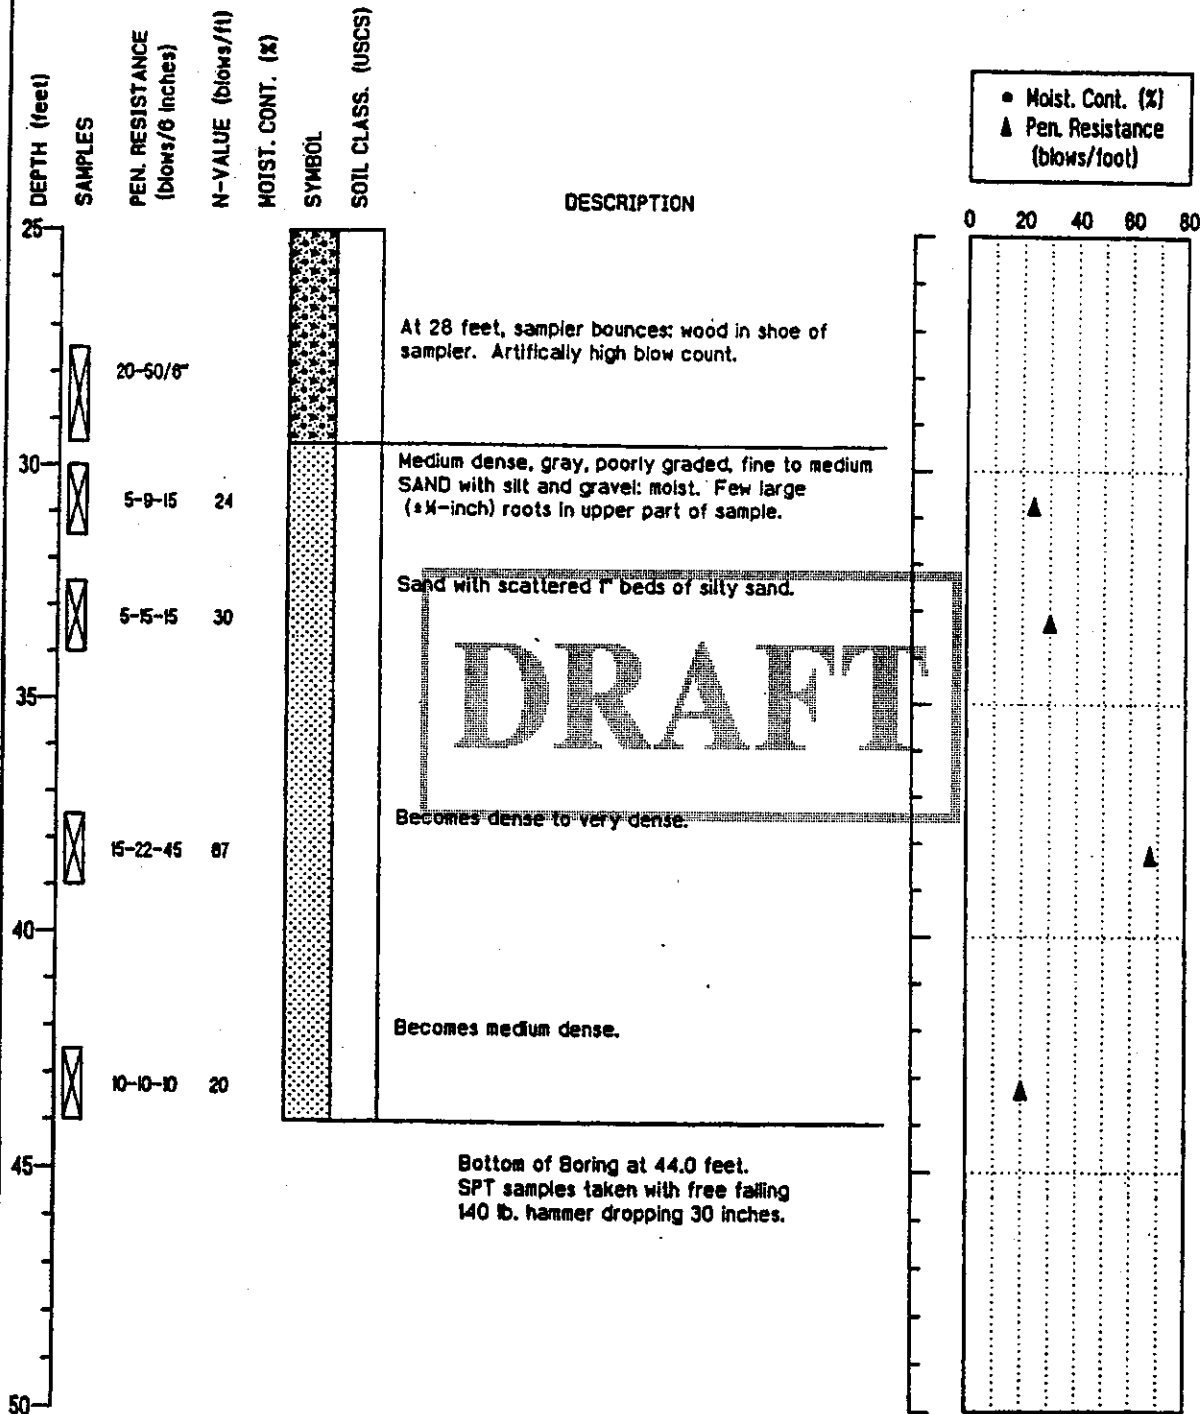 DEPTH (feet)
SAMPLES
PEN. RESISTANCE
(blows/6 inches)
N-VALUE (blows/ft)
MOIST. CONT. (%)
SYMBOL
SOIL CLASS. (USCS)
DESCRIPTION
● Moist. Cont. (%)
▲ Pen. Resistance
(blows/foot)
0 20 40 60 80
25
At 28 feet, sampler bounces: wood in shoe of
sampler. Artifically high blow count.
20-50/6"
30
Medium dense, gray, poorly graded, fine to medium
SAND with silt and gravel: moist. Few large
roots in upper part of sample.
5-9-15 24
Sand with scattered 1" beds of silty sand.
5-15-15 30
DRAFT
35
Becomes dense to very dense.
15-22-45 67
40
Becomes medium dense.
10-10-10 20
45
Bottom of Boring at 44.0 feet.
SPT samples taken with free falling
140 lb. hammer dropping 30 inches.
50